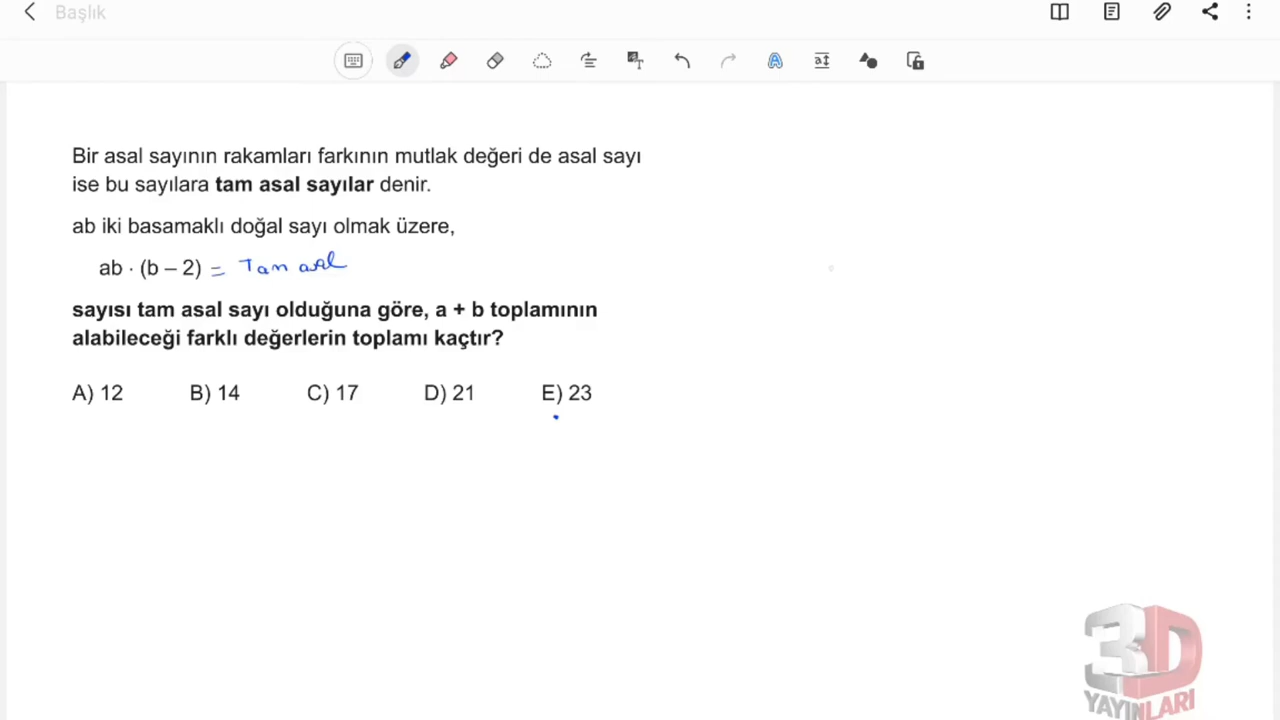 Başlık
Bir asal sayının rakamları farkının mutlak değeri de asal sayı
ise bu sayılara tam asal sayılar denir.
ab iki basamaklı doğal sayı olmak üzere,
ab · (b – 2) = Tam asal
sayısı tam asal sayı olduğuna göre, a + b toplamının
alabileceği farklı değerlerin toplamı kaçtır?
A) 12 B) 14 C) 17 D) 21 E) 23
3D
YAYINLARI